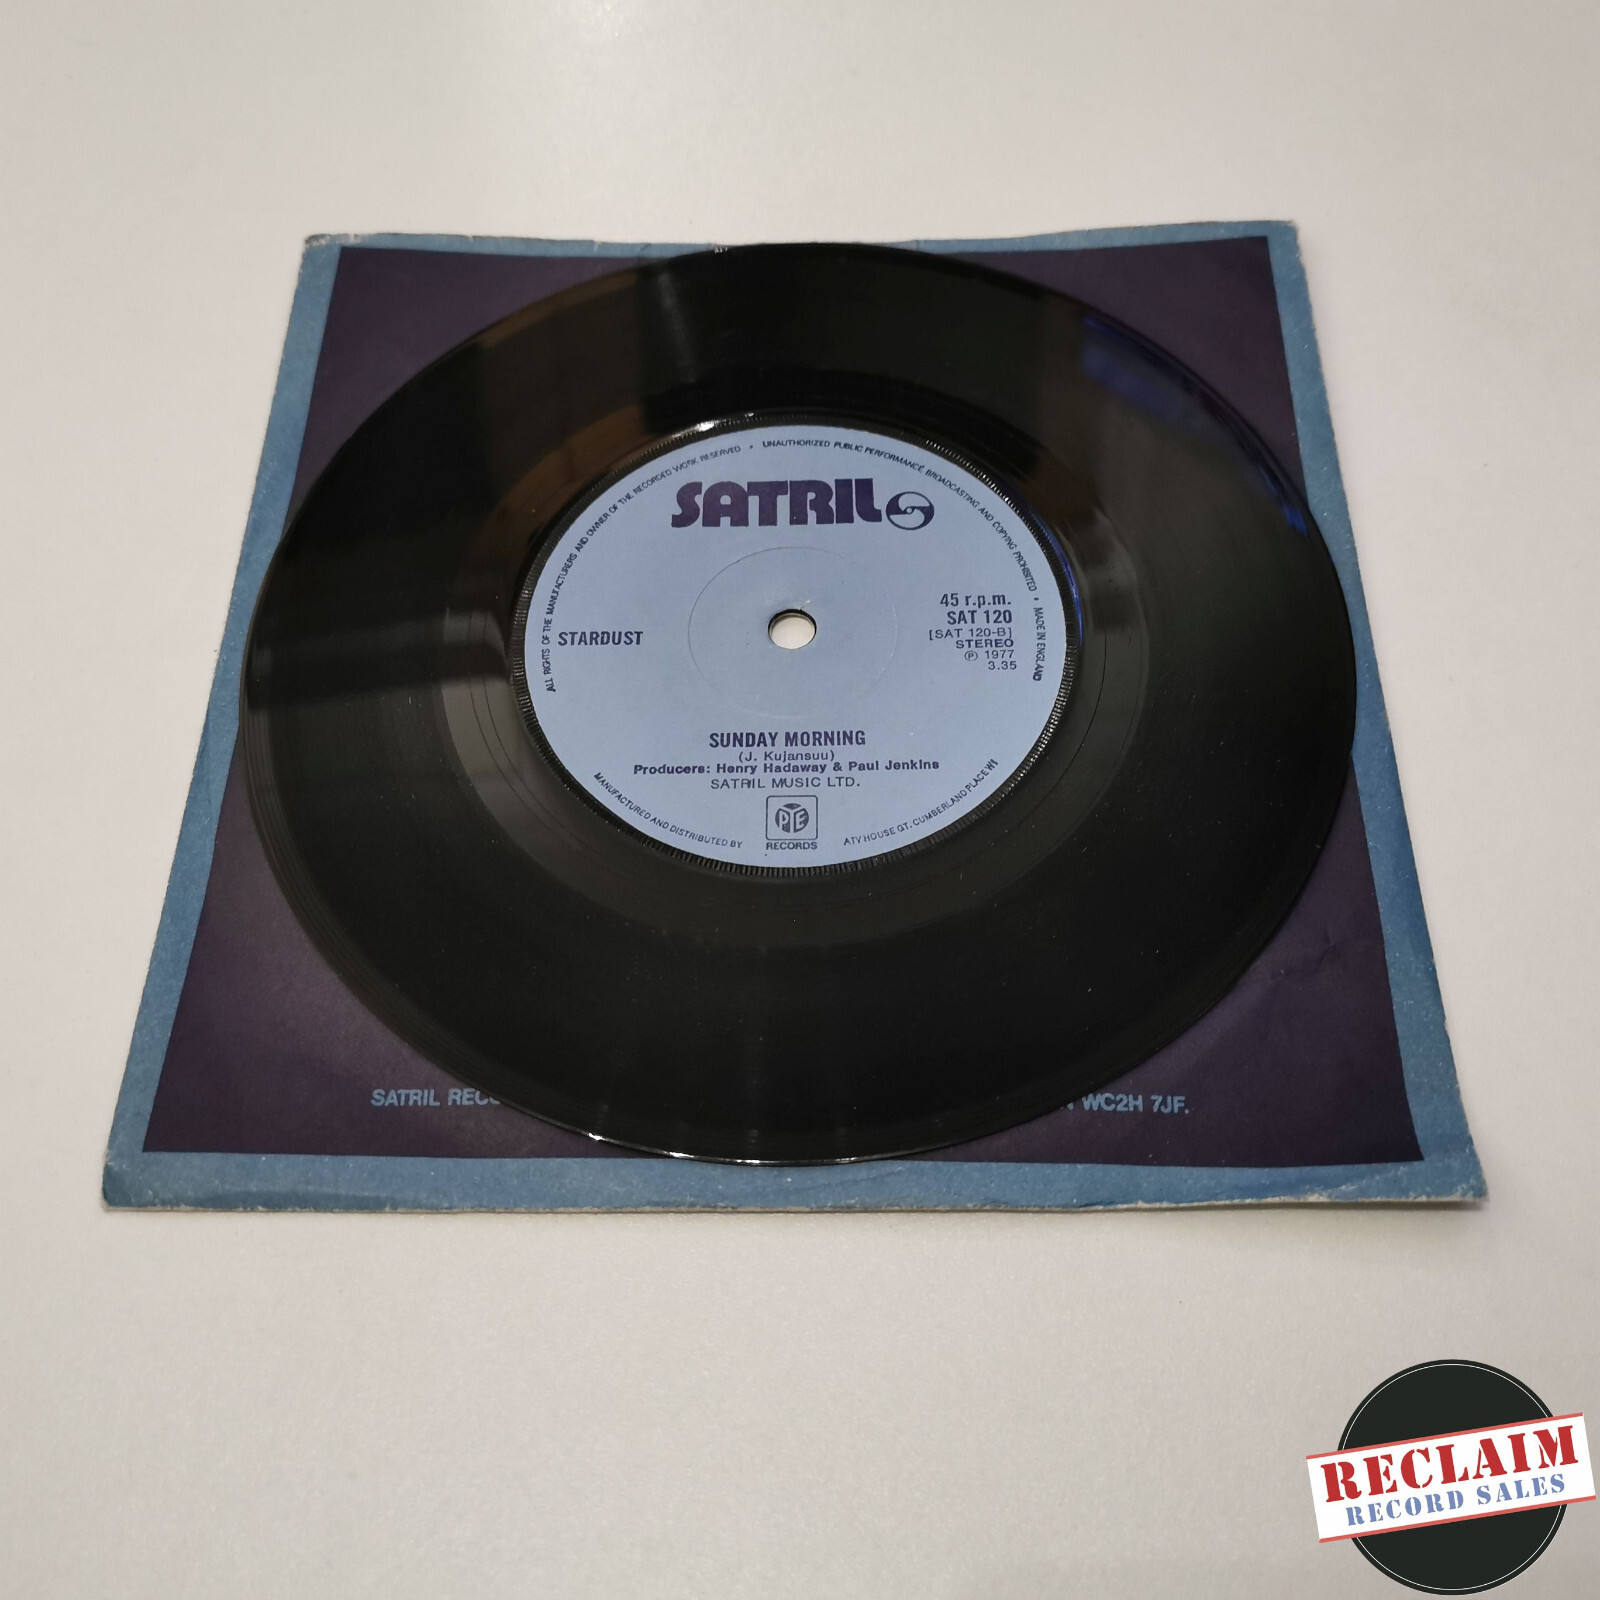 ALL RIGHTS OF THE MANUFACTURERS AND OWNER OF THE RECORDED WORK RESERVED • UNAUTHORIZED PUBLIC PERFORMANCE BROADCASTING AND COPYING PROHIBITED • MADE IN ENGLAND
SATRIL
45 r.p.m.
SAT 120
[SAT 120-B]
STEREO
℗ 1977
3.35
STARDUST
SUNDAY MORNING
(J. Kujansuu)
Producers: Henry Hadaway & Paul Jenkins
SATRIL MUSIC LTD.
MANUFACTURED AND DISTRIBUTED BY
PYE
RECORDS
ATV HOUSE GT. CUMBERLAND PLACE W1
SATRIL WC2H 7JF.
RECLAIM
RECORD SALES